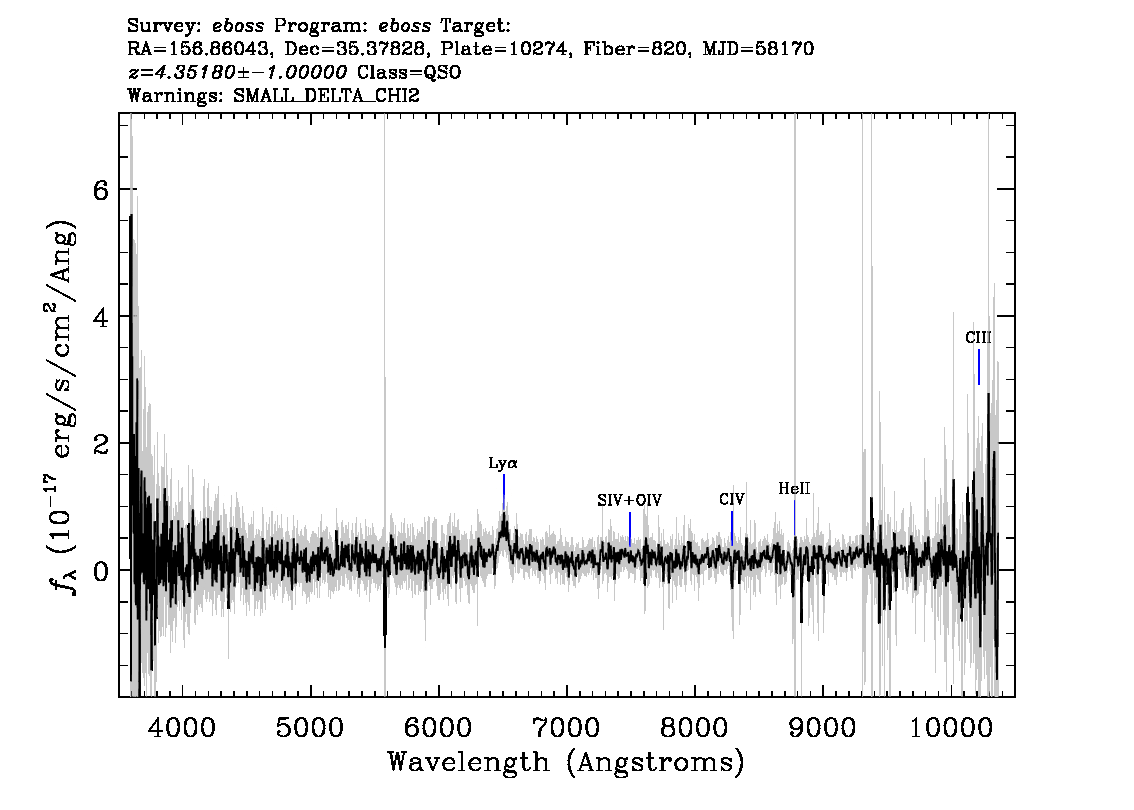 Survey: eboss Program: eboss Target:
RA=156.86043, Dec=35.37828, Plate=10274, Fiber=820, MJD=58170
z=4.35180±−1.00000 Class=QSO
Warnings: SMALL_DELTA_CHI2
6
4
2
0
fλ (10⁻¹⁷ erg/s/cm²/Ang)
CIII
Lyα
SIV+OIV
CIV
HeII
4000 5000 6000 7000 8000 9000 10000
Wavelength (Angstroms)